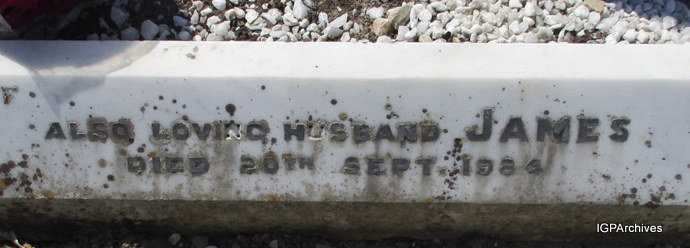 ALSO LOVING HUSBAND JAMES
DIED 20TH SEPT. 1984
IGPArchives